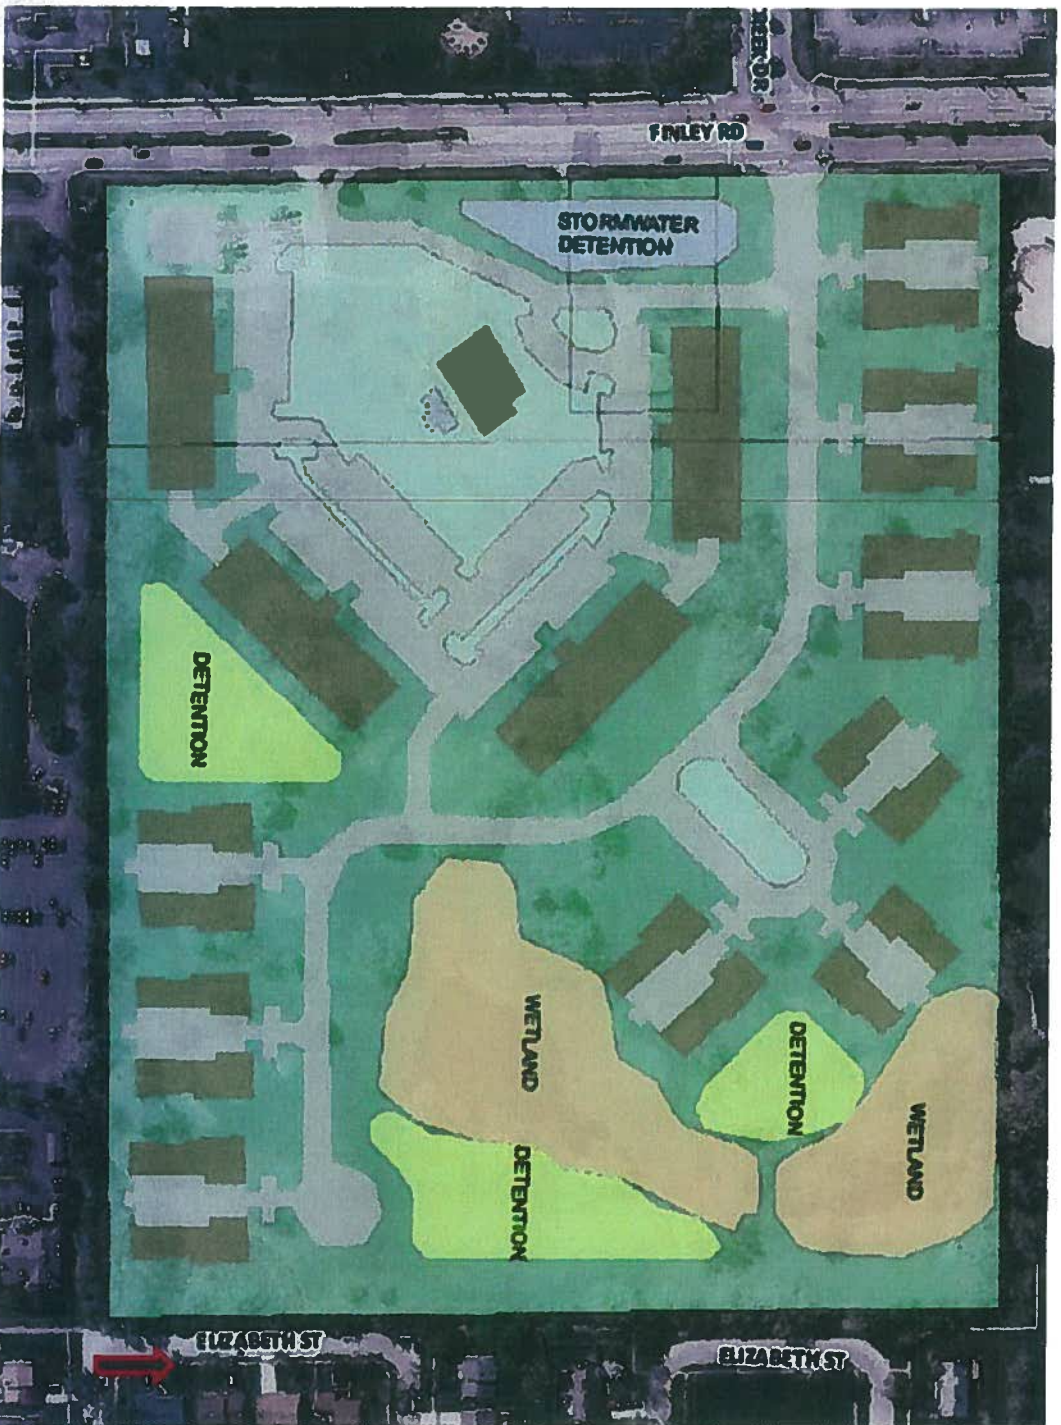 FINLEY RD
STORMWATER
DETENTION
DETENTION
WETLAND
DETENTION
WETLAND
DETENTION
ELIZABETH ST
ELIZABETH ST